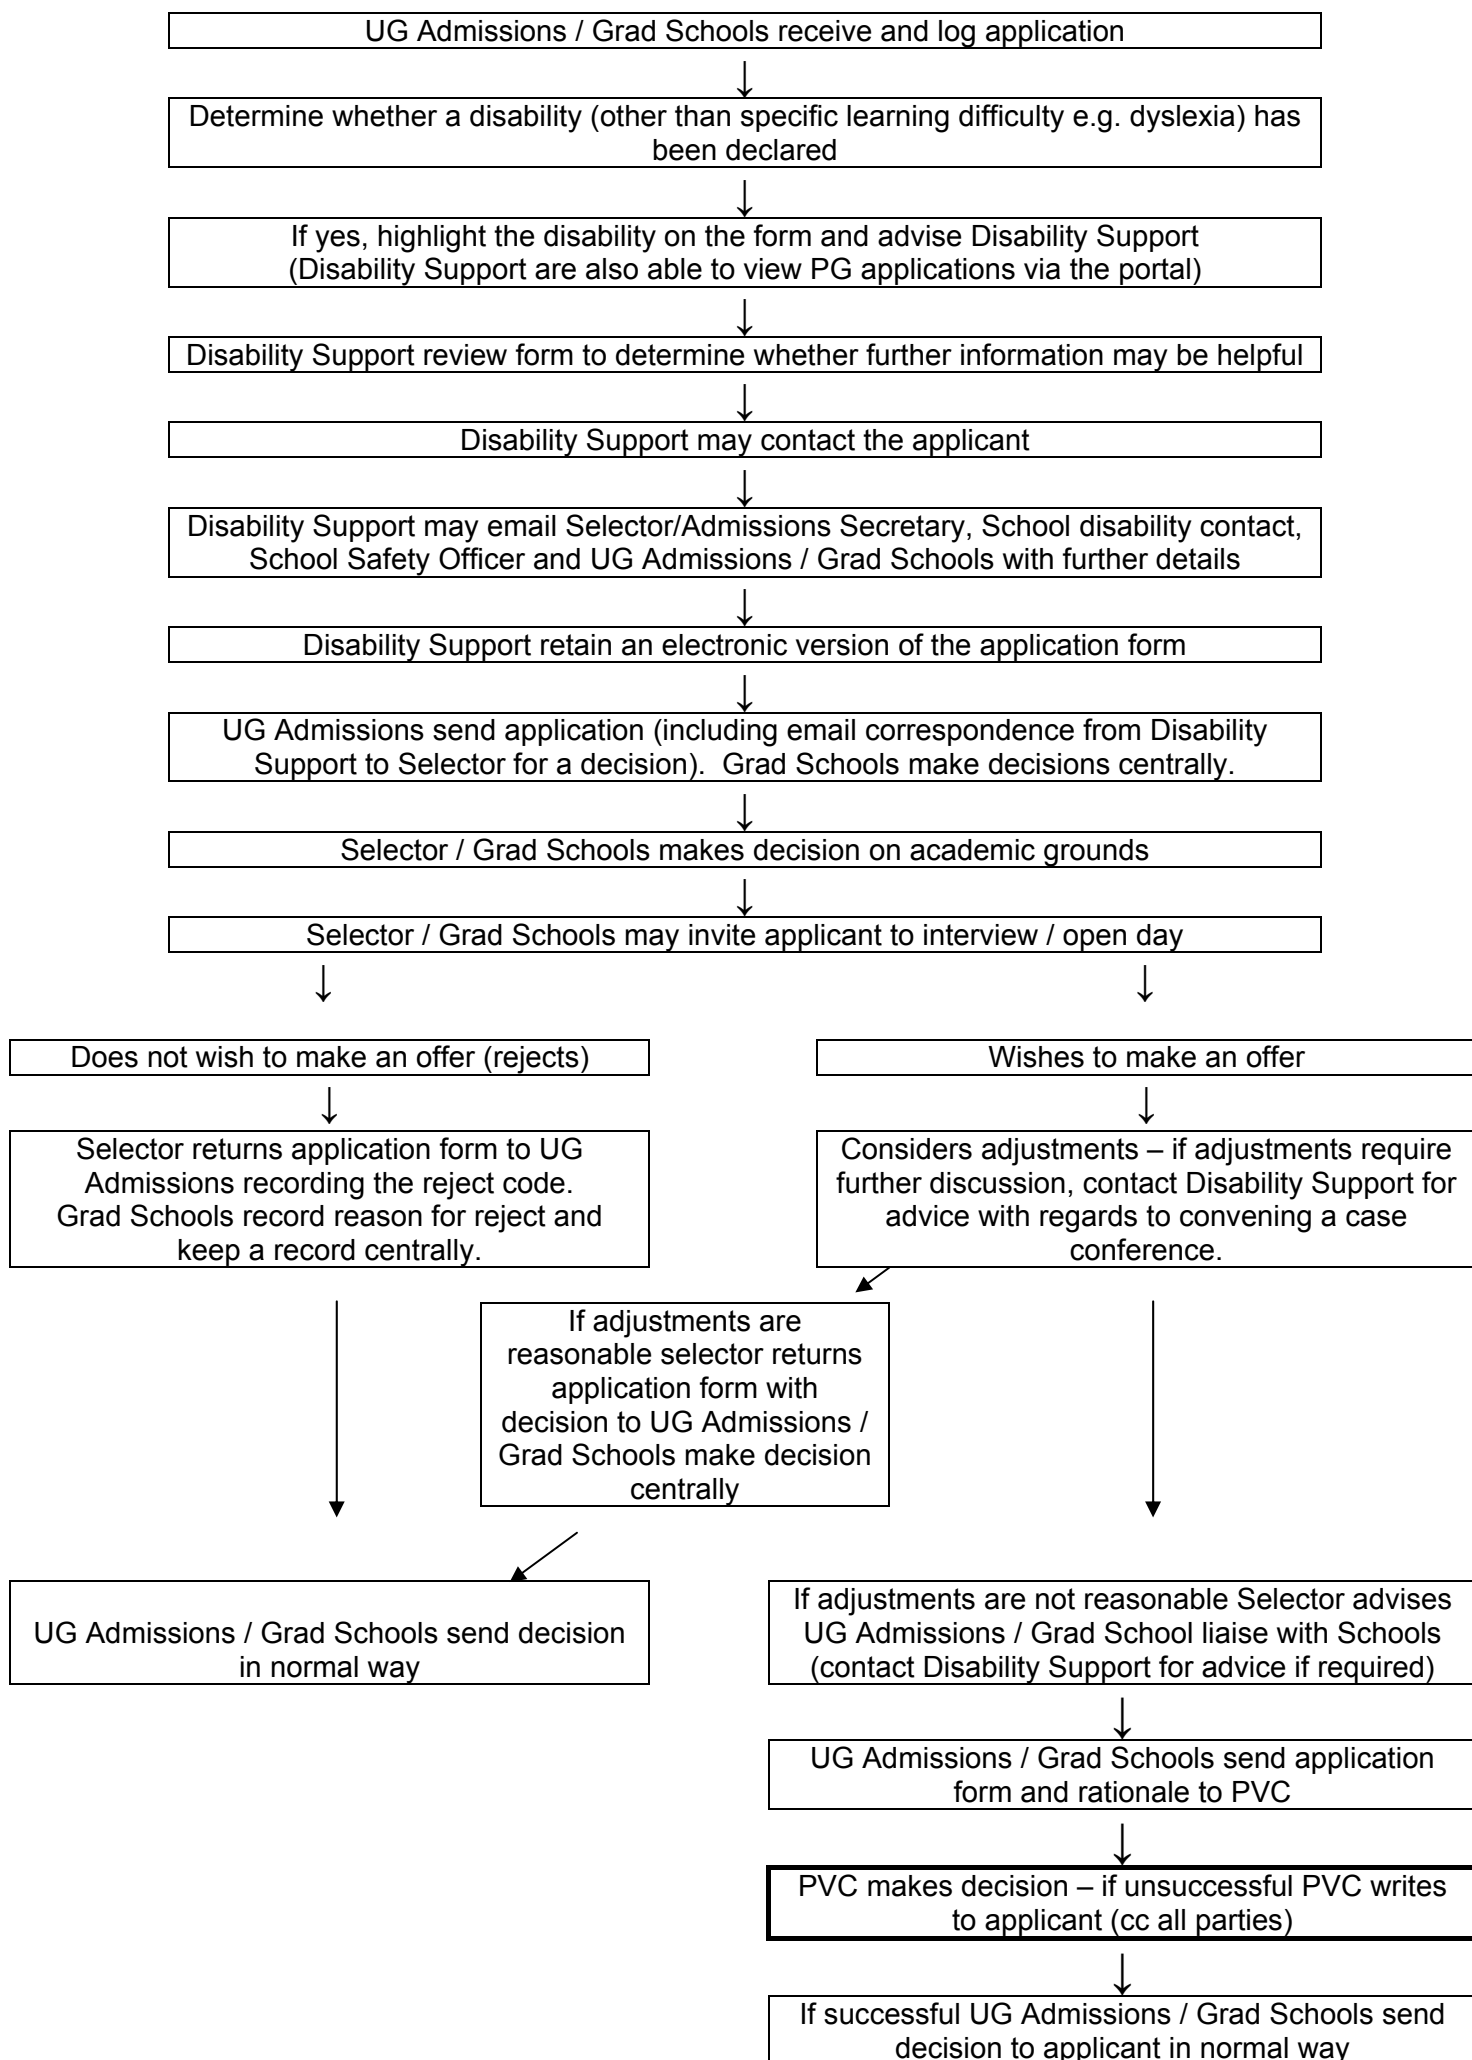 UG Admissions / Grad Schools receive and log application
Determine whether a disability (other than specific learning difficulty e.g. dyslexia) has
been declared
If yes, highlight the disability on the form and advise Disability Support
(Disability Support are also able to view PG applications via the portal)
Disability Support review form to determine whether further information may be helpful
Disability Support may contact the applicant
Disability Support may email Selector/Admissions Secretary, School disability contact,
School Safety Officer and UG Admissions / Grad Schools with further details
Disability Support retain an electronic version of the application form
UG Admissions send application (including email correspondence from Disability
Support to Selector for a decision).  Grad Schools make decisions centrally.
Selector / Grad Schools makes decision on academic grounds
Selector / Grad Schools may invite applicant to interview / open day
Does not wish to make an offer (rejects)
Selector returns application form to UG
Admissions recording the reject code.
Grad Schools record reason for reject and
keep a record centrally.
Wishes to make an offer
Considers adjustments – if adjustments require
further discussion, contact Disability Support for
advice with regards to convening a case
conference.
If adjustments are
reasonable selector returns
application form with
decision to UG Admissions /
Grad Schools make decision
centrally
UG Admissions / Grad Schools send decision
in normal way
If adjustments are not reasonable Selector advises
UG Admissions / Grad School liaise with Schools
(contact Disability Support for advice if required)
UG Admissions / Grad Schools send application
form and rationale to PVC
PVC makes decision – if unsuccessful PVC writes
to applicant (cc all parties)
If successful UG Admissions / Grad Schools send
decision to applicant in normal way